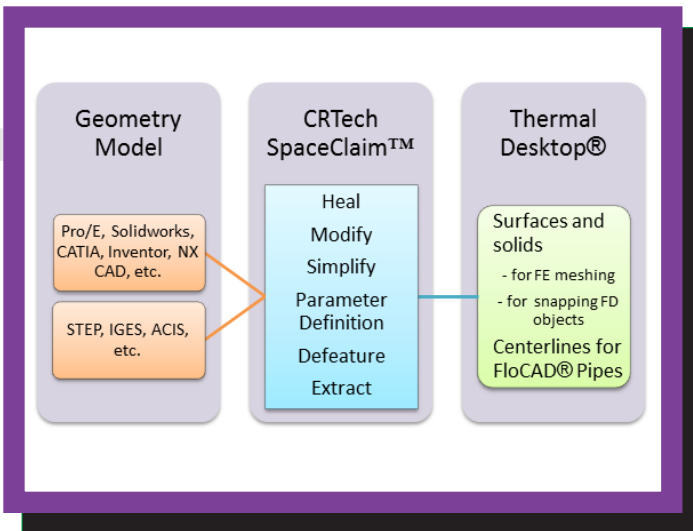 Geometry
Model
Pro/E, Solidworks,
CATIA, Inventor, NX
CAD, etc.
STEP, IGES, ACIS,
etc.
CRTech
SpaceClaim™
Heal
Modify
Simplify
Parameter
Definition
Defeature
Extract
Thermal
Desktop®
Surfaces and
solids
- for FE meshing
- for snapping FD
objects
Centerlines for
FloCAD® Pipes